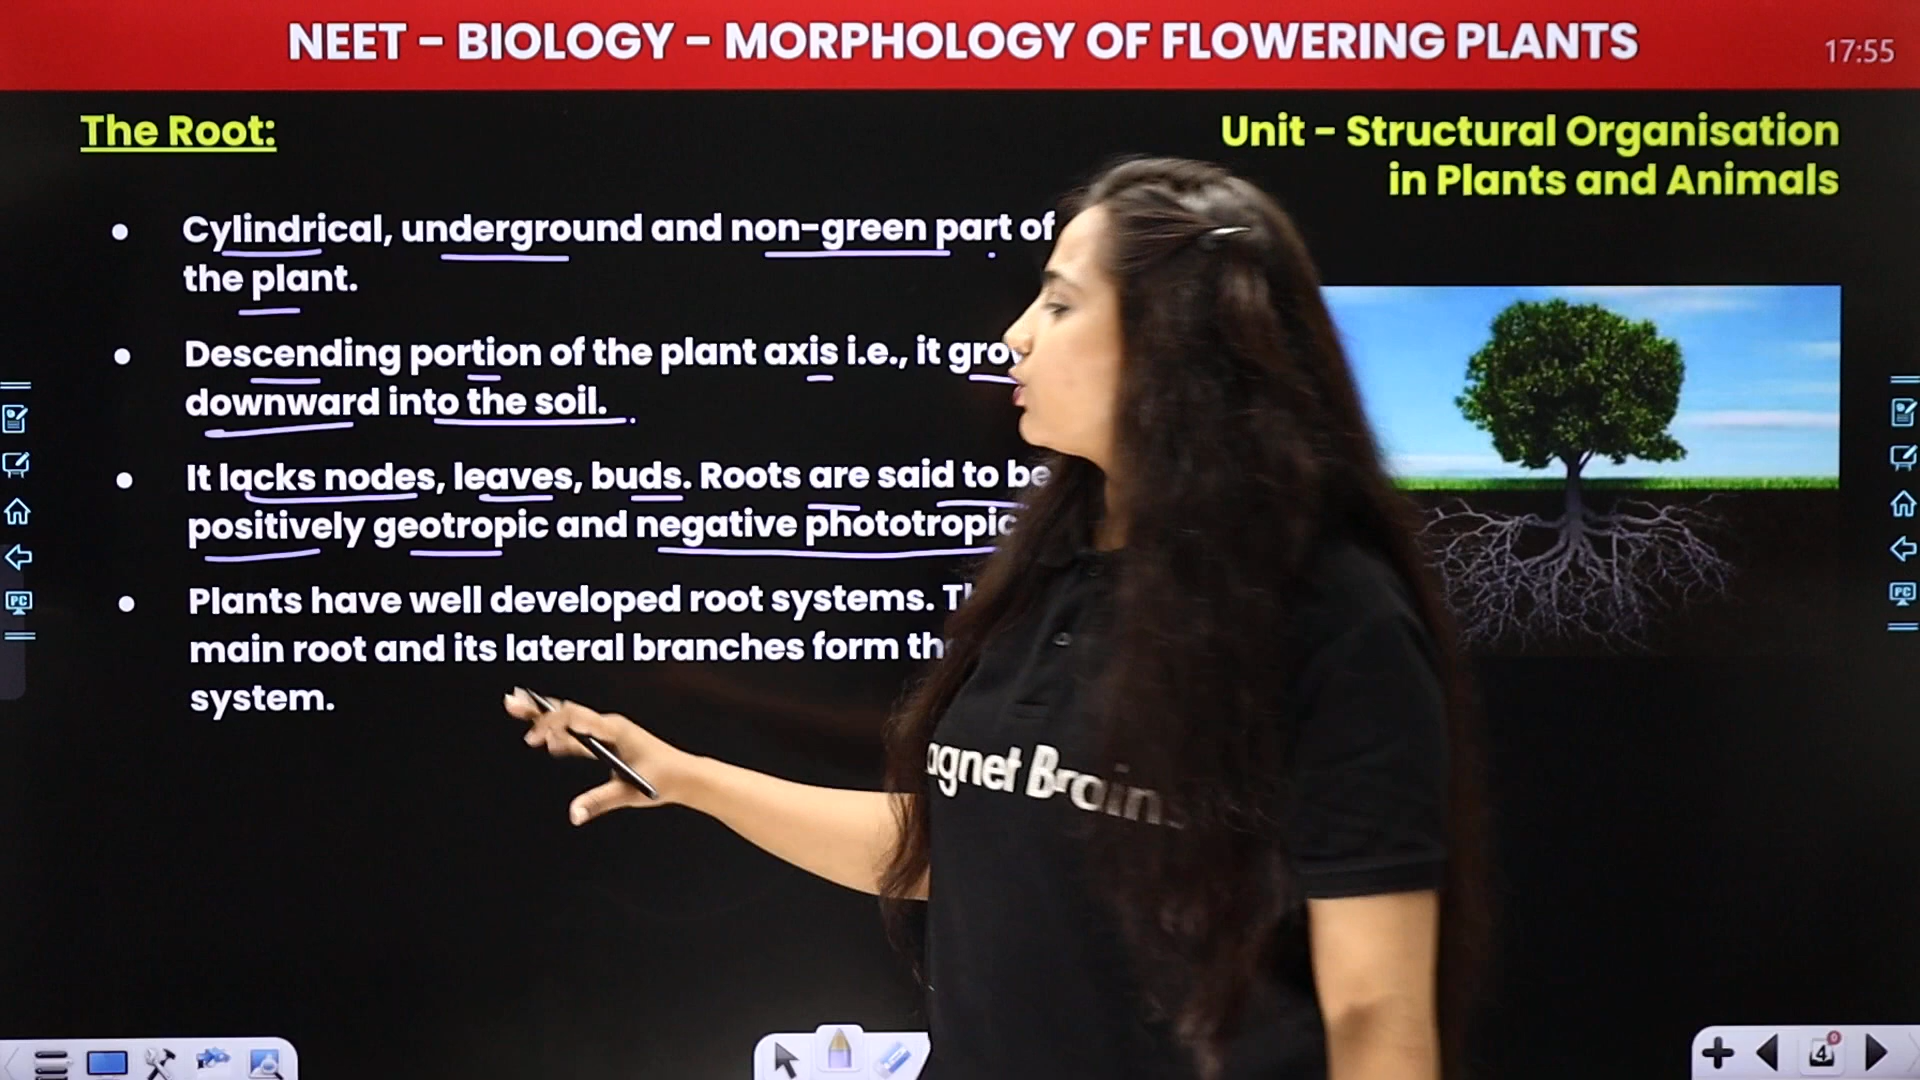 NEET - BIOLOGY - MORPHOLOGY OF FLOWERING PLANTS
17:55
The Root:
Unit - Structural Organisation
in Plants and Animals
• Cylindrical, underground and non-green part of
the plant.
• Descending portion of the plant axis i.e., it
downward into the soil.
• It lacks nodes, leaves, buds. Roots are said to be
positively geotropic and negative phototropic
• Plants have well developed root systems.
main root and its lateral branches form
system.
agnet Brain
PC
PC
4